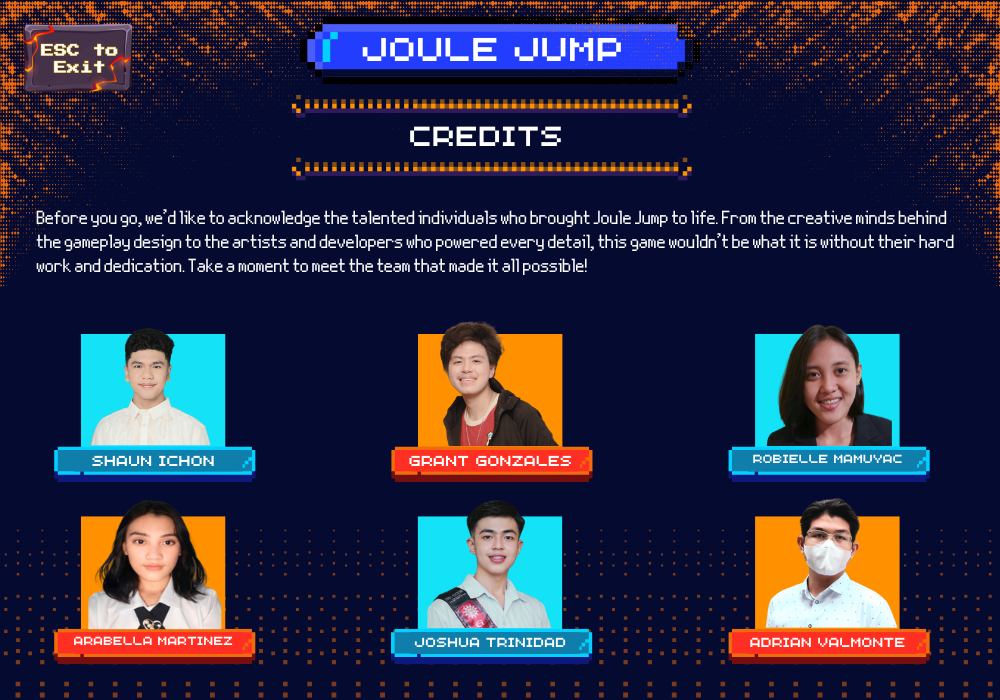 ESC to
Exit
JOULE JUMP
CREDITS
Before you go, we'd like to acknowledge the talented individuals who brought Joule Jump to life. From the creative minds behind
the gameplay design to the artists and developers who powered every detail, this game wouldn't be what it is without their hard
work and dedication. Take a moment to meet the team that made it all possible!
SHAUN ICHON
GRANT GONZALES
ROBIELLE MAMUYAC
ARABELLA MARTINEZ
JOSHUA TRINIDAD
ADRIAN VALMONTE